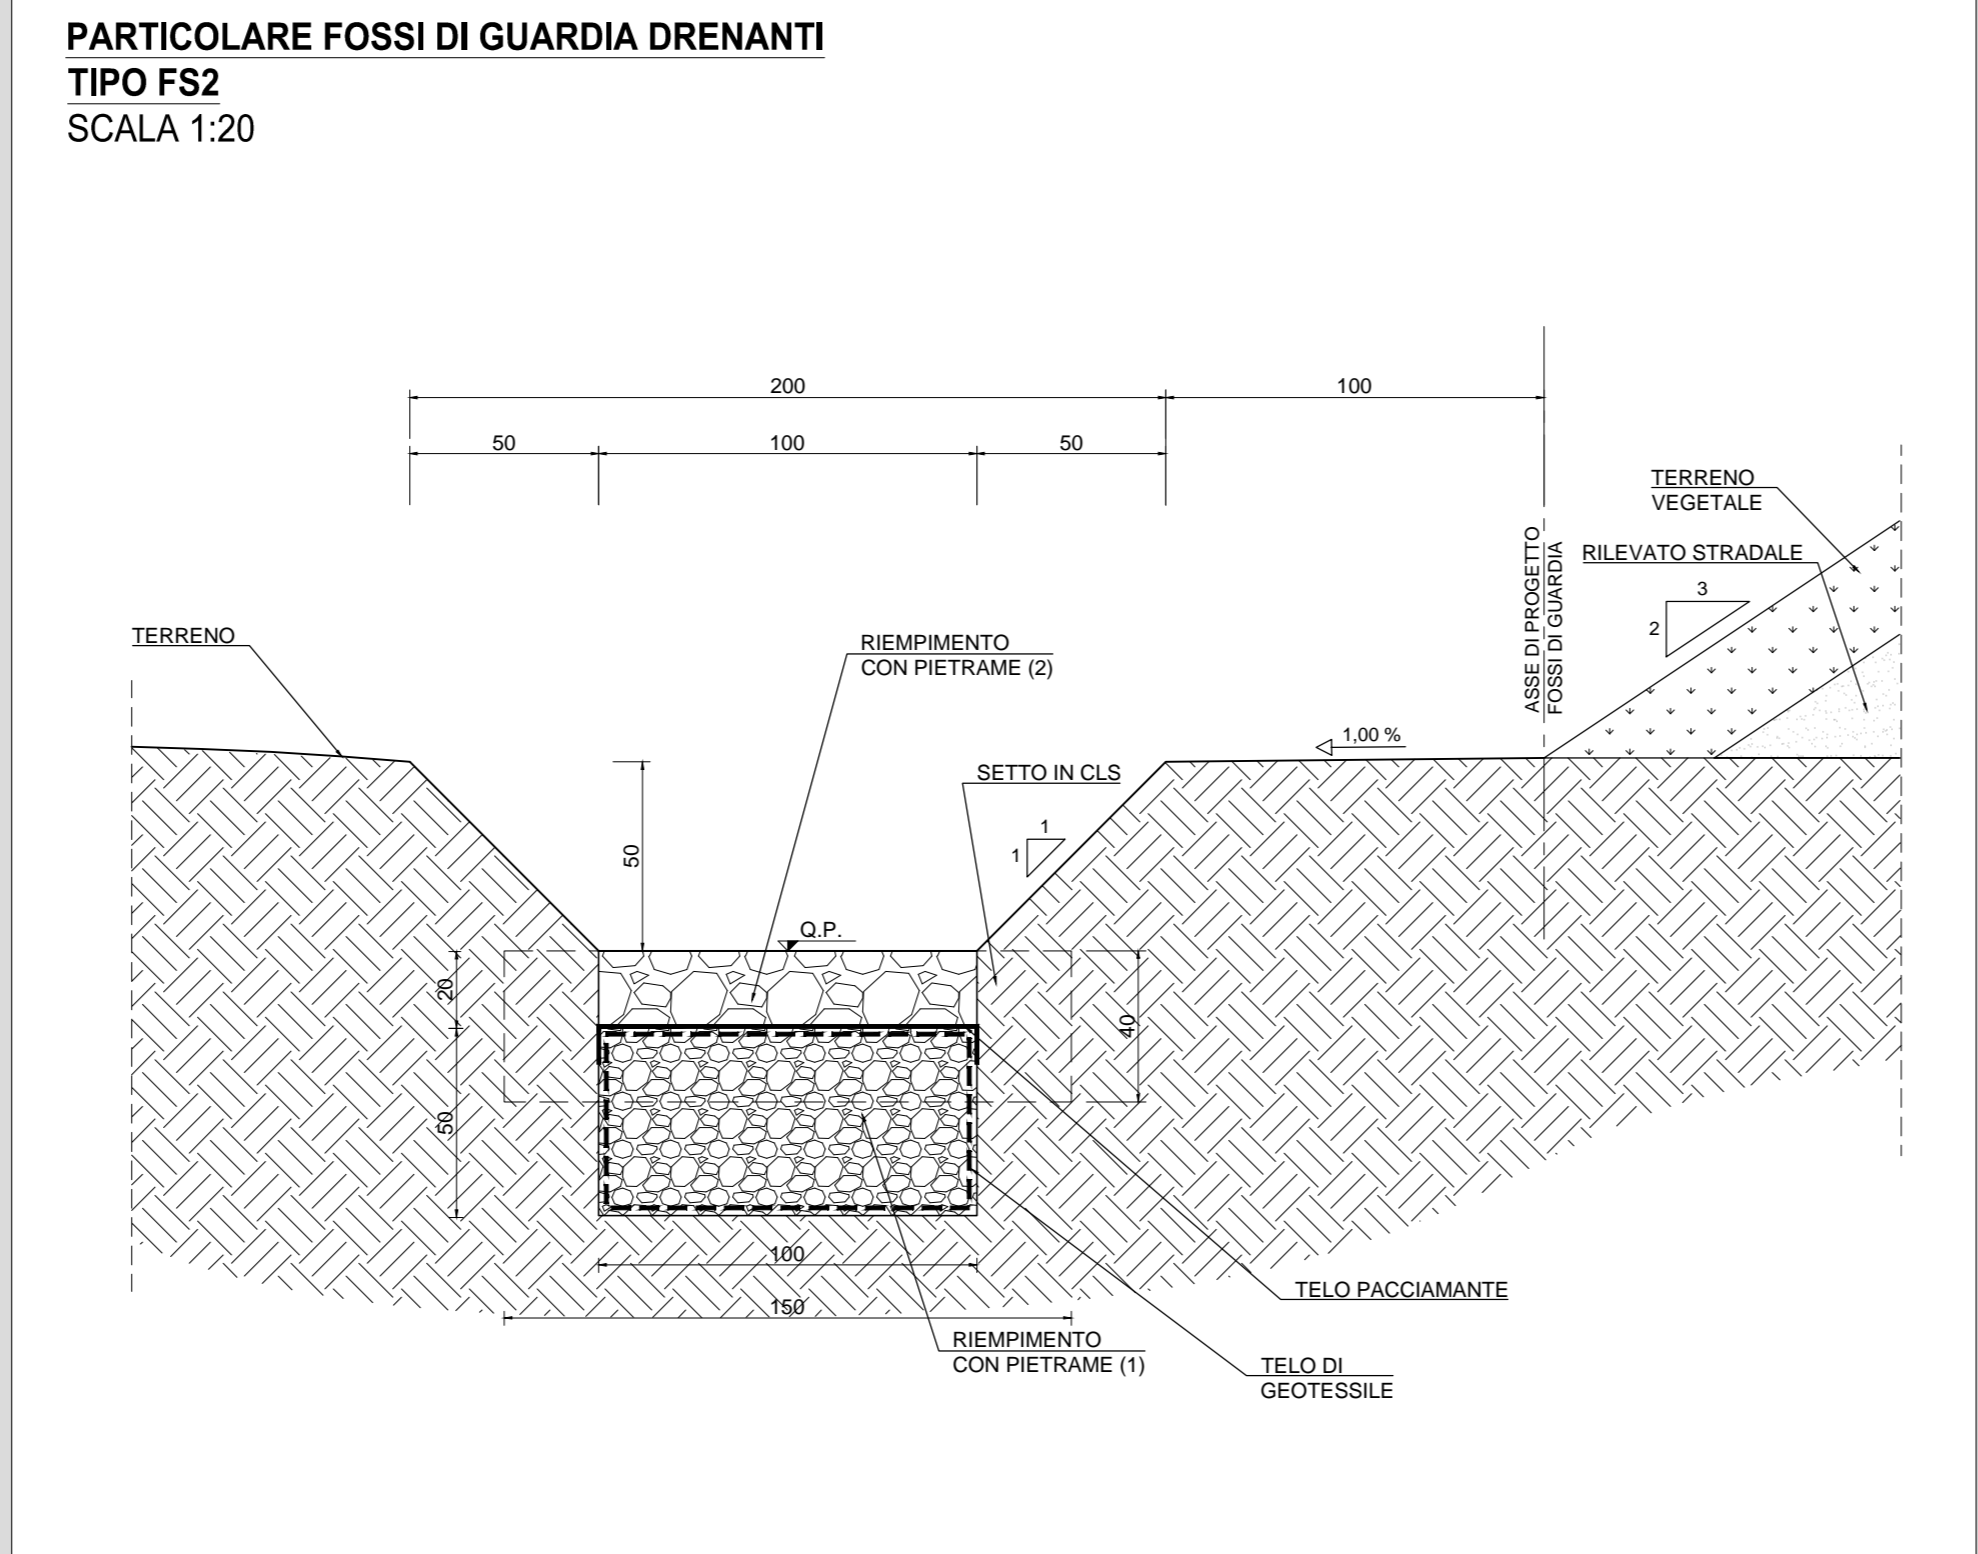 PARTICOLARE FOSSI DI GUARDIA DRENANTI
TIPO FS2
SCALA 1:20
200
100
50
100
50
TERRENO
VEGETALE
RILEVATO STRADALE
ASSE DI PROGETTO
FOSSI DI GUARDIA
3
2
TERRENO
RIEMPIMENTO
CON PIETRAME (2)
1,00 %
SETTO IN CLS
1
1
50
Q.P.
20
40
50
100
150
TELO PACCIAMANTE
RIEMPIMENTO
CON PIETRAME (1)
TELO DI
GEOTESSILE